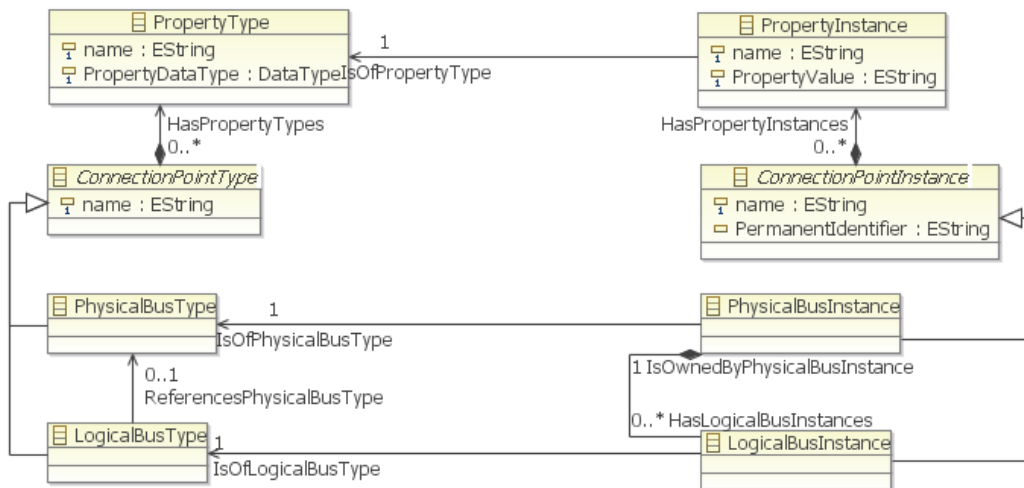 PropertyType
name : EString
PropertyDataType : DataType
1
IsOfPropertyType
PropertyInstance
name : EString
PropertyValue : EString
HasPropertyTypes
0..*
HasPropertyInstances
0..*
ConnectionPointType
name : EString
ConnectionPointInstance
name : EString
PermanentIdentifier : EString
PhysicalBusType
1
IsOfPhysicalBusType
PhysicalBusInstance
1 IsOwnedByPhysicalBusInstance
0..1
ReferencesPhysicalBusType
0..* HasLogicalBusInstances
LogicalBusType
1
IsOfLogicalBusType
LogicalBusInstance